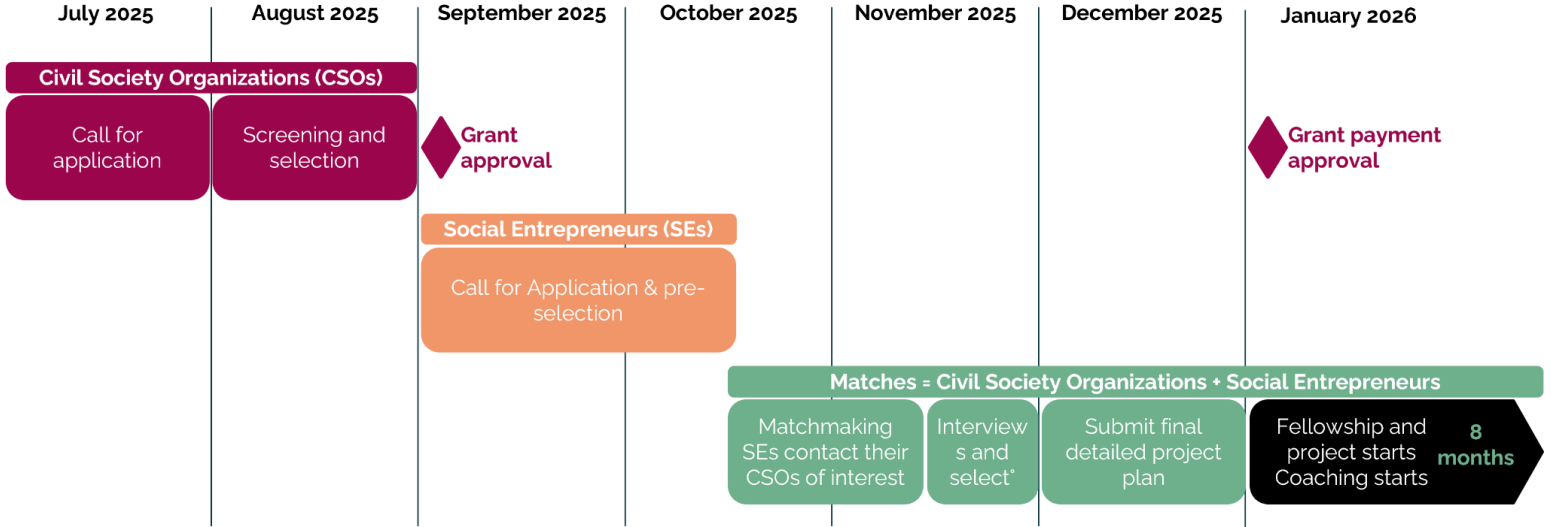 July 2025
August 2025
September 2025
October 2025
November 2025
December 2025
January 2026
Civil Society Organizations (CSOs)
Call for
application
Screening and
selection
Grant
approval
Grant payment
approval
Social Entrepreneurs (SEs)
Call for Application & pre-
selection
Matches = Civil Society Organizations + Social Entrepreneurs
Matchmaking
SEs contact their
CSOs of interest
Interview
s and
select°
Submit final
detailed project
plan
Fellowship and
project starts
Coaching starts
8
months